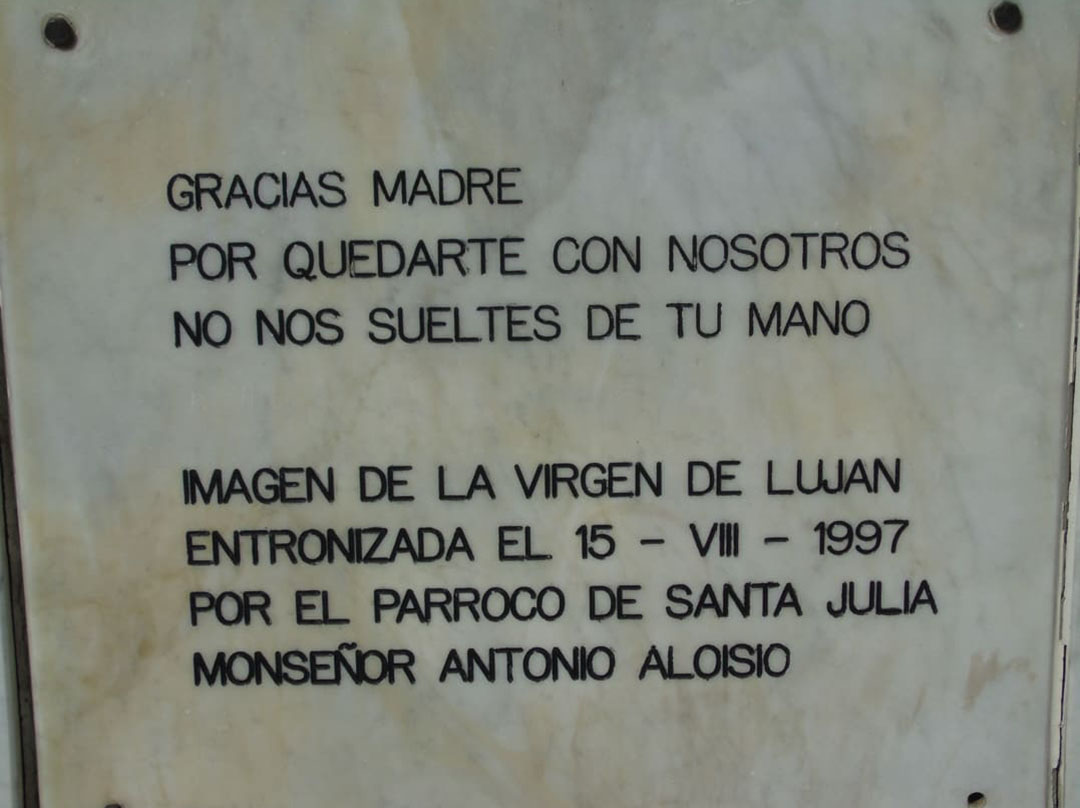 GRACIAS MADRE
POR QUEDARTE CON NOSOTROS
NO NOS SUELTES DE TU MANO
IMAGEN DE LA VIRGEN DE LUJAN
ENTRONIZADA EL 15 - VIII - 1997
POR EL PARROCO DE SANTA JULIA
MONSEÑOR ANTONIO ALOISIO